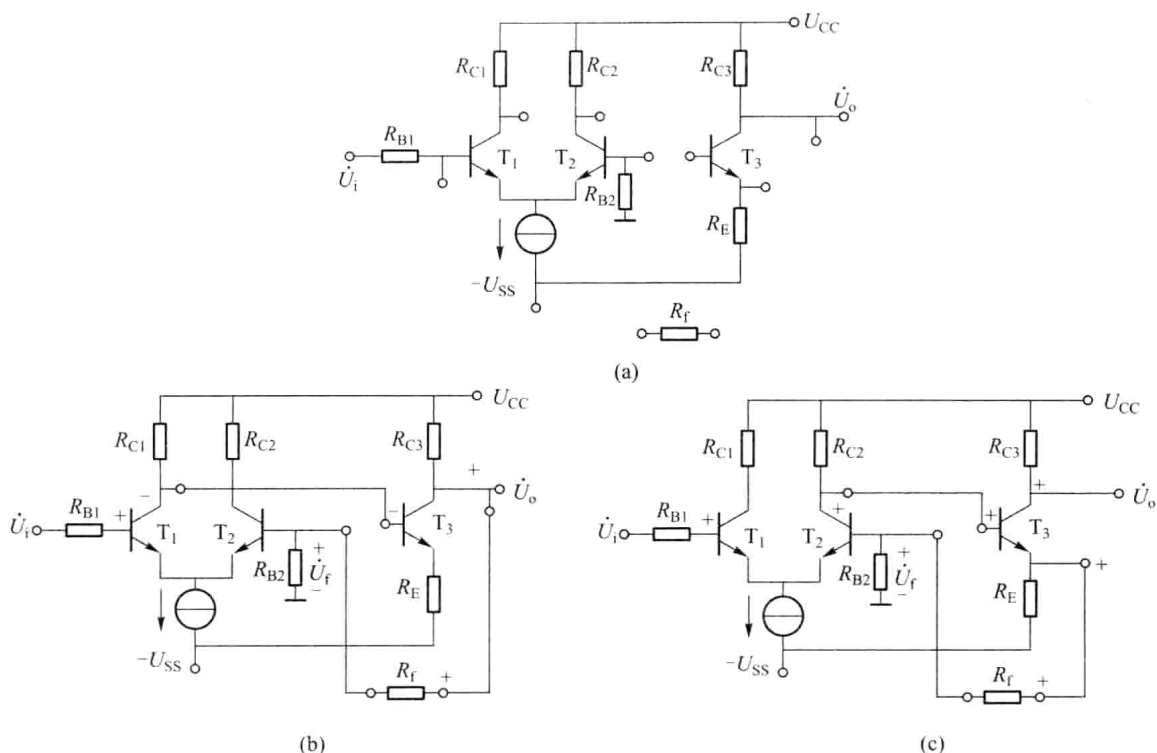 U_CC
R_C1
R_C2
R_C3
U̇_o
R_B1
U̇_i
T_1
T_2
R_B2
T_3
R_E
-U_SS
R_f
(a)
U_CC
R_C1
R_C2
R_C3
+
U̇_o
-
-
R_B1
+
U̇_i
T_1
T_2
T_3
R_B2
+
U̇_f
-
R_E
-U_SS
R_f
+
(b)
U_CC
R_C1
R_C2
R_C3
+
U̇_o
R_B1
+
+
+
U̇_i
T_1
T_2
T_3
R_B2
+
U̇_f
-
+
R_E
-U_SS
R_f
+
(c)